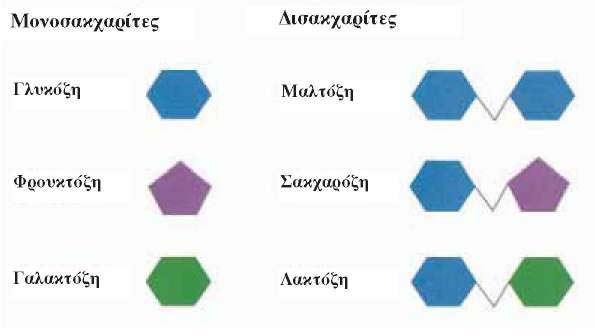 Μονοσακχαρίτες Δισακχαρίτες
Γλυκόζη Μαλτόζη
Φρουκτόζη Σακχαρόζη
Γαλακτόζη Λακτόζη